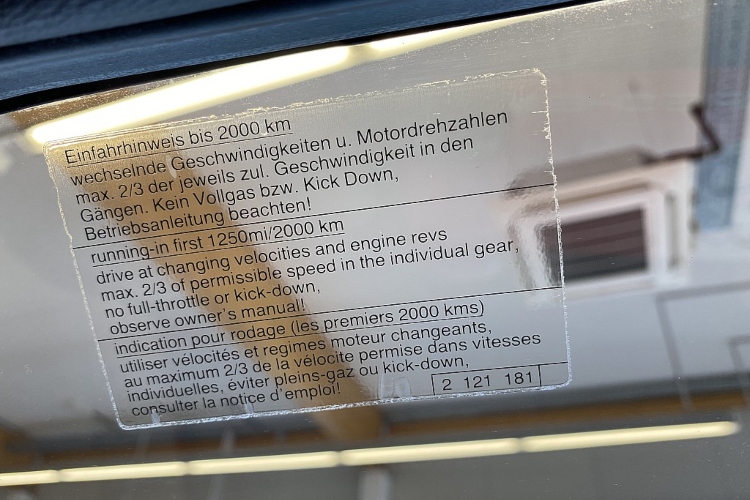 Einfahrhinweis bis 2000 km
wechselnde Geschwindigkeiten u. Motordrehzahlen
max. 2/3 der jeweils zul. Geschwindigkeit in den
Gängen. Kein Vollgas bzw. Kick Down,
Betriebsanleitung beachten!
running-in first 1250mi/2000 km
drive at changing velocities and engine revs
max. 2/3 of permissible speed in the individual gear,
no full-throttle or kick-down,
observe owner's manual!
indication pour rodage (les premiers 2000 kms)
utiliser vélocités et regimes moteur changeants,
au maximum 2/3 de la vélocite permise dans vitesses
individuelles, éviter pleins-gaz ou kick-down,
consulter la notice d'emploi!
2 121 181